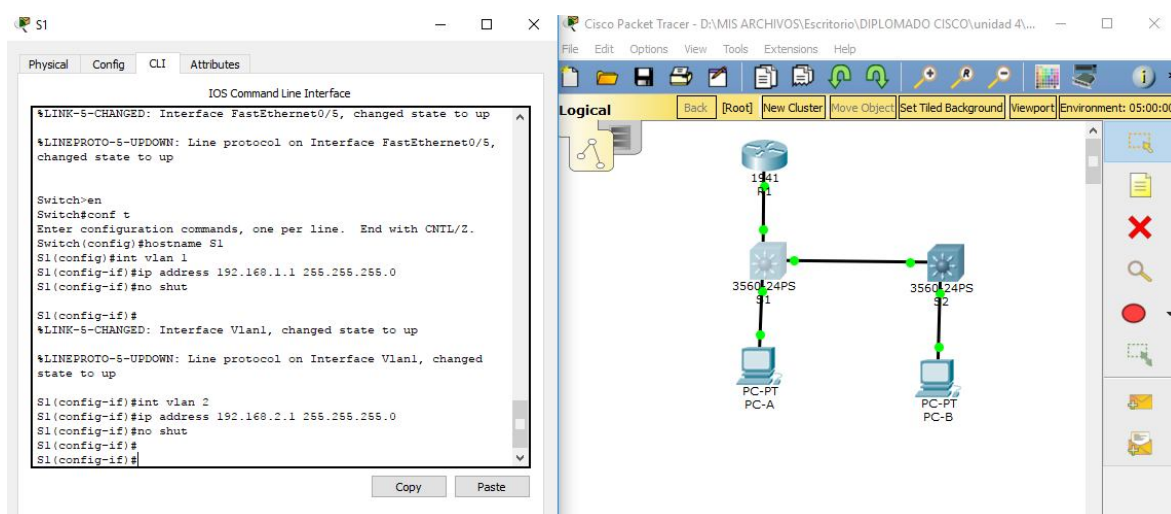 S1
Physical Config CLI Attributes
IOS Command Line Interface
%LINK-5-CHANGED: Interface FastEthernet0/5, changed state to up
%LINEPROTO-5-UPDOWN: Line protocol on Interface FastEthernet0/5,
changed state to up
Switch>en
Switch#conf t
Enter configuration commands, one per line. End with CNTL/Z.
Switch(config)#hostname S1
S1(config)#int vlan 1
S1(config-if)#ip address 192.168.1.1 255.255.255.0
S1(config-if)#no shut
S1(config-if)#
%LINK-5-CHANGED: Interface Vlan1, changed state to up
%LINEPROTO-5-UPDOWN: Line protocol on Interface Vlan1, changed
state to up
S1(config-if)#int vlan 2
S1(config-if)#ip address 192.168.2.1 255.255.255.0
S1(config-if)#no shut
S1(config-if)#
S1(config-if)#
Copy Paste
Cisco Packet Tracer - D:\MIS ARCHIVOS\Escritorio\DIPLOMADO CISCO\unidad 4\...
File Edit Options View Tools Extensions Help
Logical Back [Root] New Cluster Move Object Set Tiled Background Viewport Environment: 05:00:00
1941
R1
3560-24PS
S1
3560-24PS
S2
PC-PT
PC-A
PC-PT
PC-B